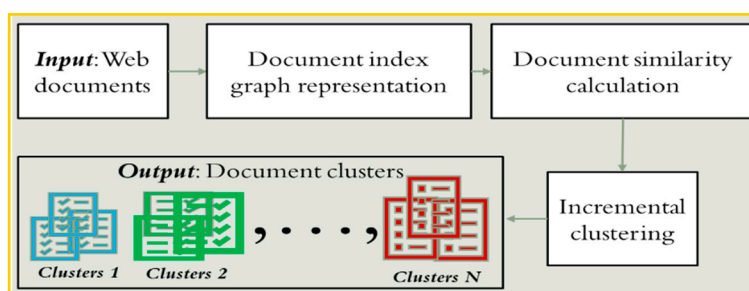 Input: Web
documents
Document index
graph representation
Document similarity
calculation
Output: Document clusters
, . . . ,
Clusters 1
Clusters 2
Clusters N
Incremental
clustering